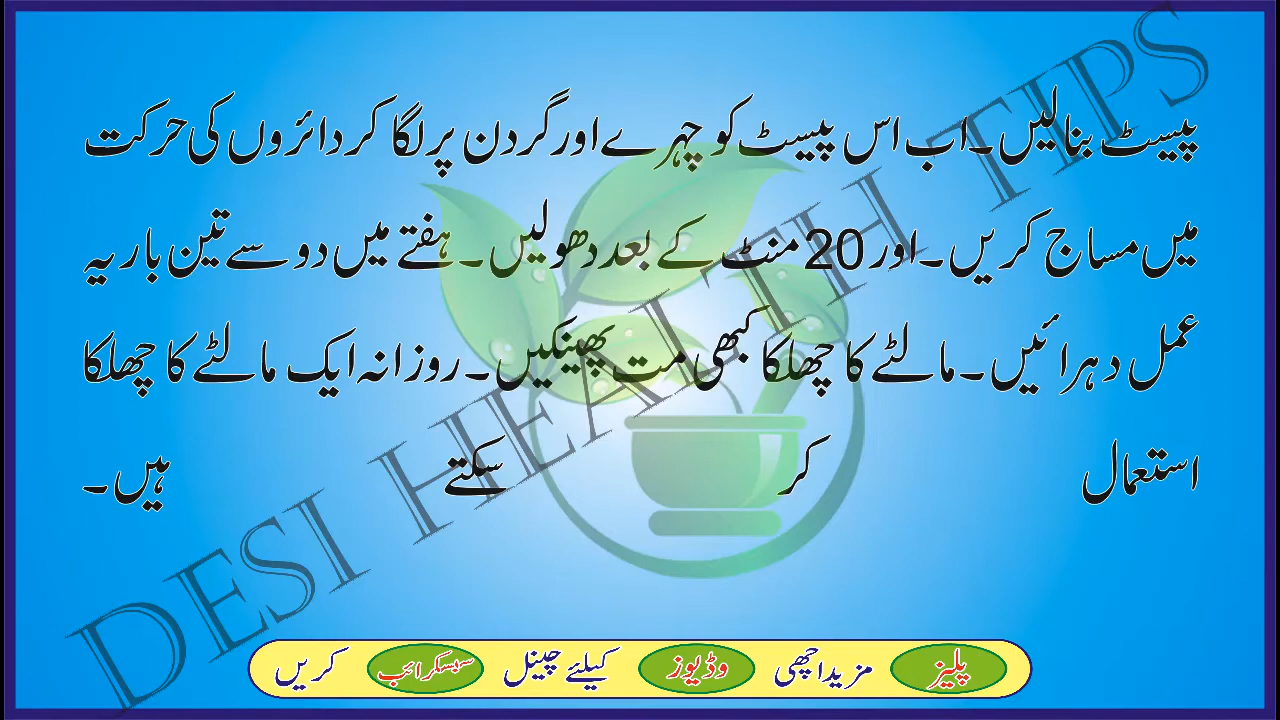 پیسٹ بنالیں۔اب اس پیسٹ کو چہرے اور گردن پر لگا کر دائروں کی حرکت
میں مساج کریں۔اور 20 منٹ کے بعد دھولیں۔ہفتے میں دو سے تین بار یہ
عمل دہرائیں۔مالٹے کا چھلکا کبھی مت پھینکیں۔روزانہ ایک مالٹے کا چھلکا
استعمال کر سکتے ہیں۔
DESI HEALTH TIPS
پلیز مزید اچھی وڈیوز کیلئے چینل سبسکرائب کریں